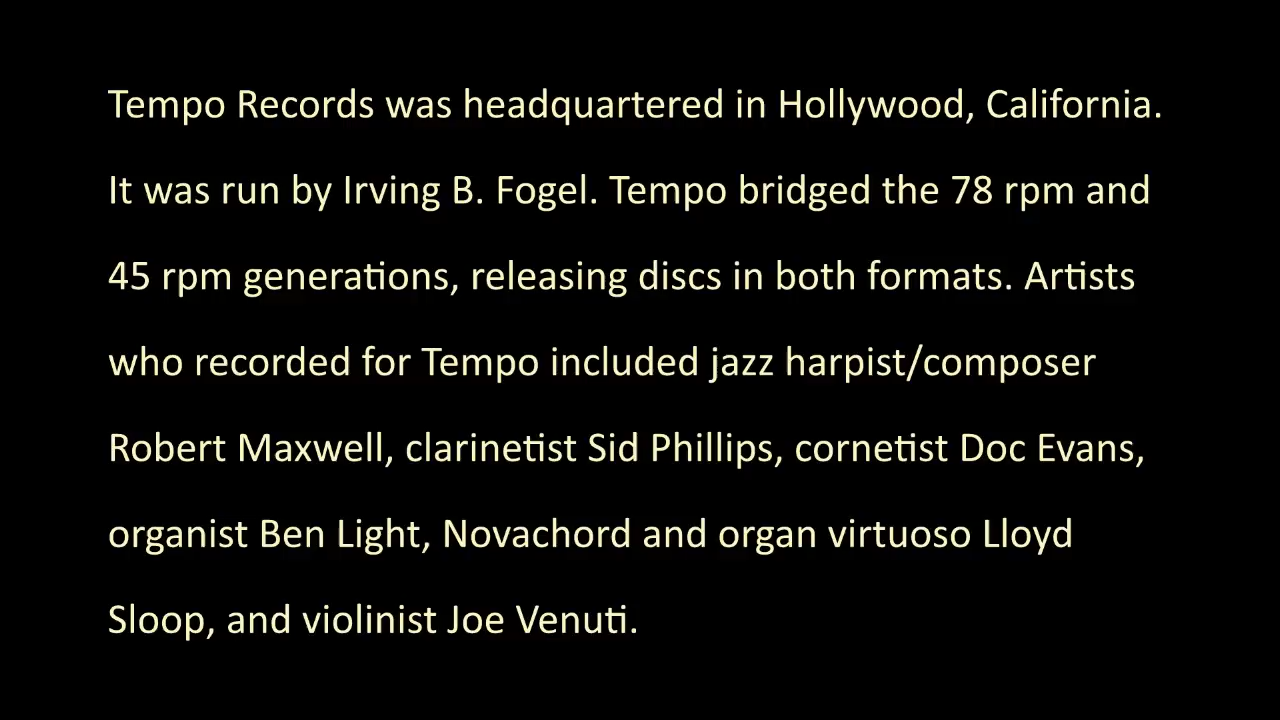 Tempo Records was headquartered in Hollywood, California.
It was run by Irving B. Fogel. Tempo bridged the 78 rpm and
45 rpm generations, releasing discs in both formats. Artists
who recorded for Tempo included jazz harpist/composer
Robert Maxwell, clarinetist Sid Phillips, cornetist Doc Evans,
organist Ben Light, Novachord and organ virtuoso Lloyd
Sloop, and violinist Joe Venuti.